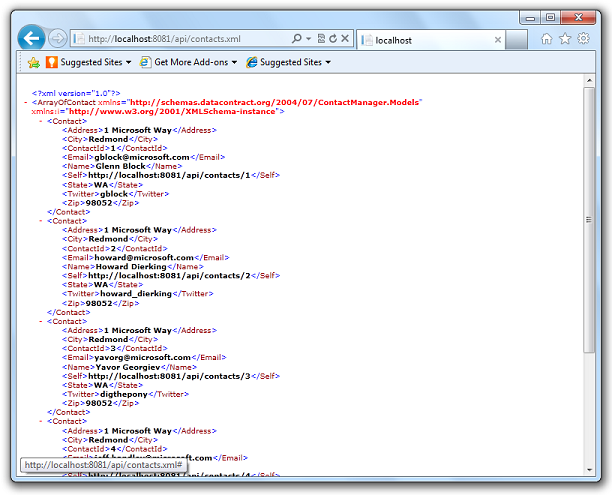 http://localhost:8081/api/contacts.xml
localhost
Suggested Sites
Get More Add-ons
Suggested Sites
<?xml version="1.0"?>
- <ArrayOfContact xmlns="http://schemas.datacontract.org/2004/07/ContactManager.Models"
xmlns:i="http://www.w3.org/2001/XMLSchema-instance">
- <Contact>
<Address>1 Microsoft Way</Address>
<City>Redmond</City>
<ContactId>1</ContactId>
<Email>gblock@microsoft.com</Email>
<Name>Glenn Block</Name>
<Self>http://localhost:8081/api/contacts/1</Self>
<State>WA</State>
<Twitter>gblock</Twitter>
<Zip>98052</Zip>
</Contact>
- <Contact>
<Address>1 Microsoft Way</Address>
<City>Redmond</City>
<ContactId>2</ContactId>
<Email>howard@microsoft.com</Email>
<Name>Howard Dierking</Name>
<Self>http://localhost:8081/api/contacts/2</Self>
<State>WA</State>
<Twitter>howard_dierking</Twitter>
<Zip>98052</Zip>
</Contact>
- <Contact>
<Address>1 Microsoft Way</Address>
<City>Redmond</City>
<ContactId>3</ContactId>
<Email>yavorg@microsoft.com</Email>
<Name>Yavor Georgiev</Name>
<Self>http://localhost:8081/api/contacts/3</Self>
<State>WA</State>
<Twitter>digthepony</Twitter>
<Zip>98052</Zip>
</Contact>
- <Contact>
<Address>1 Microsoft Way</Address>
<City>Redmond</City>
<ContactId>4</ContactId>
</Email>
http://localhost:8081/api/contacts.xml#
<Self>http://localhost:8081/api/contacts/4</Self>